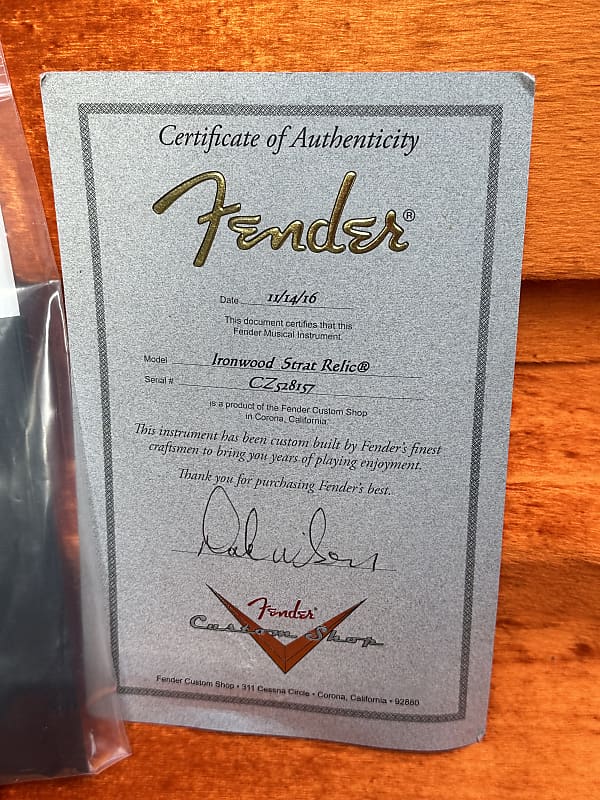 Certificate of Authenticity
Fender®
Date 11/14/16
This document certifies that this
Fender Musical Instrument
Model Ironwood Strat Relic®
Serial # CZ528157
is a product of the Fender Custom Shop
in Corona, California.
This instrument has been custom built by Fender's finest
craftsmen to bring you years of playing enjoyment.
Thank you for purchasing Fender's best.
Fender®
Custom Shop
Fender Custom Shop • 311 Cessna Circle • Corona, California • 92880